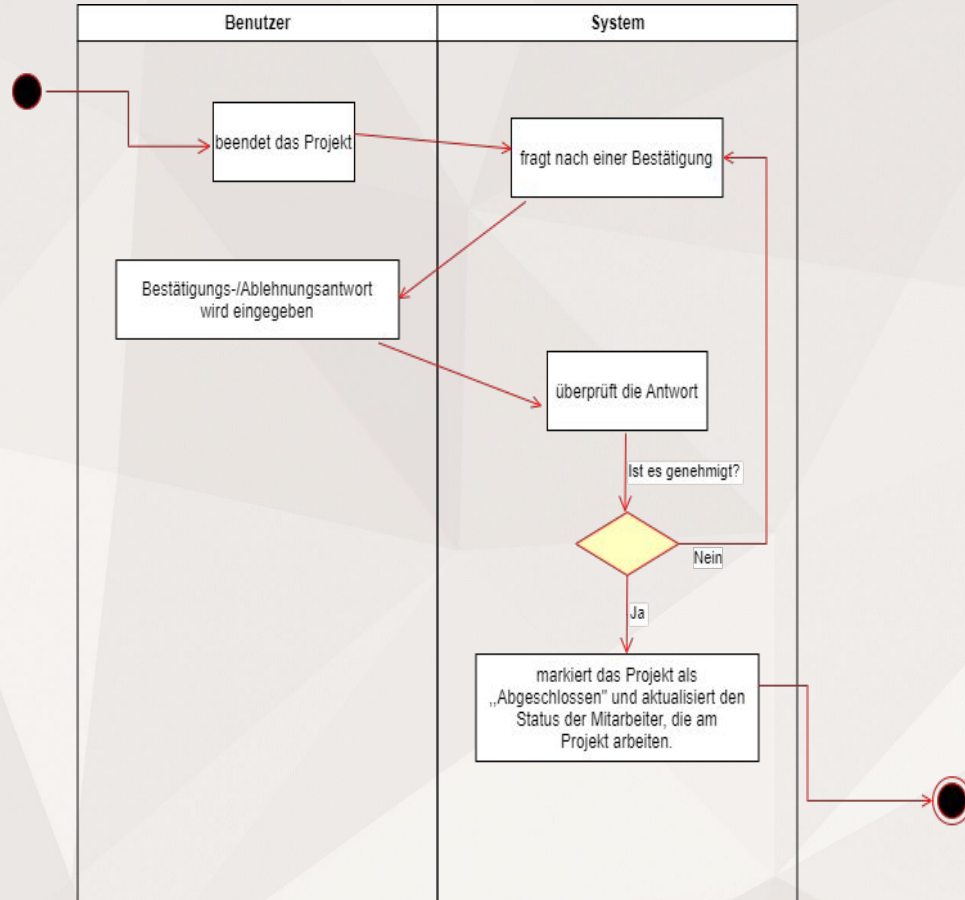 Benutzer
System
beendet das Projekt
fragt nach einer Bestätigung
Bestätigungs-/Ablehnungsantwort
wird eingegeben
überprüft die Antwort
Ist es genehmigt?
Nein
Ja
markiert das Projekt als
,,Abgeschlossen" und aktualisiert den
Status der Mitarbeiter, die am
Projekt arbeiten.